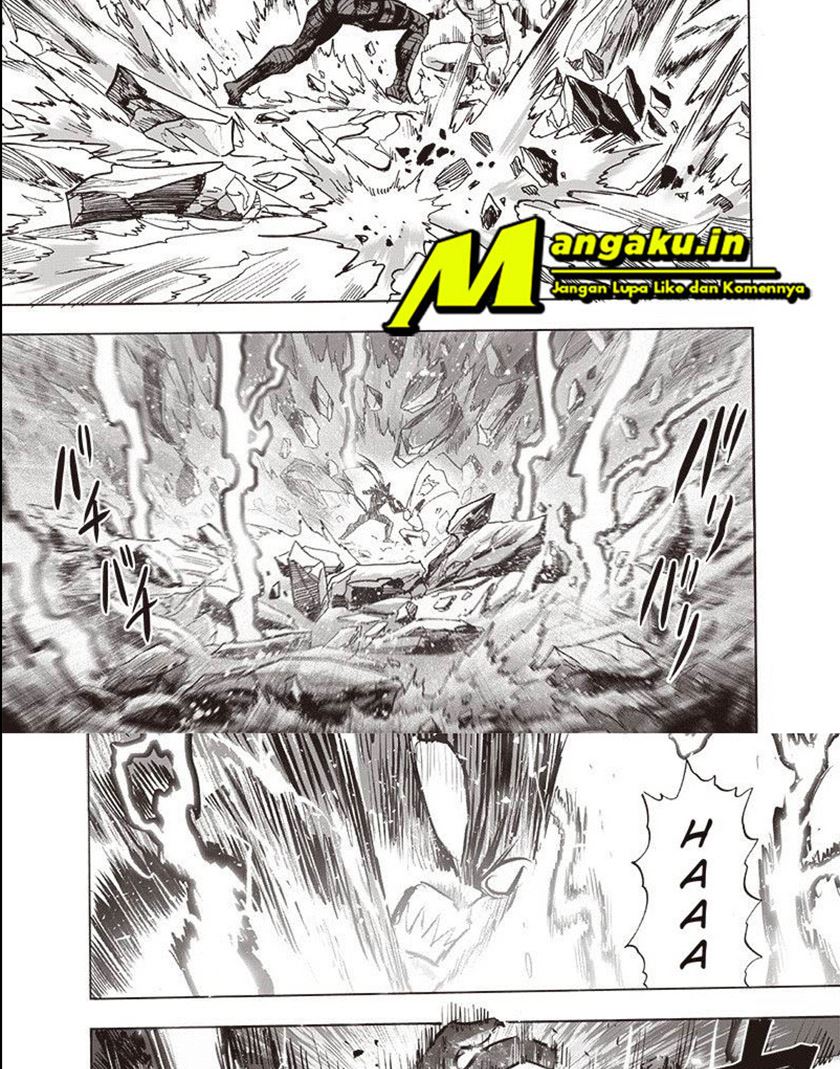 Mangaku.in
Jangan Lupa Like dan Komennya
バチ
バチ
バリ
バリ
HAAA